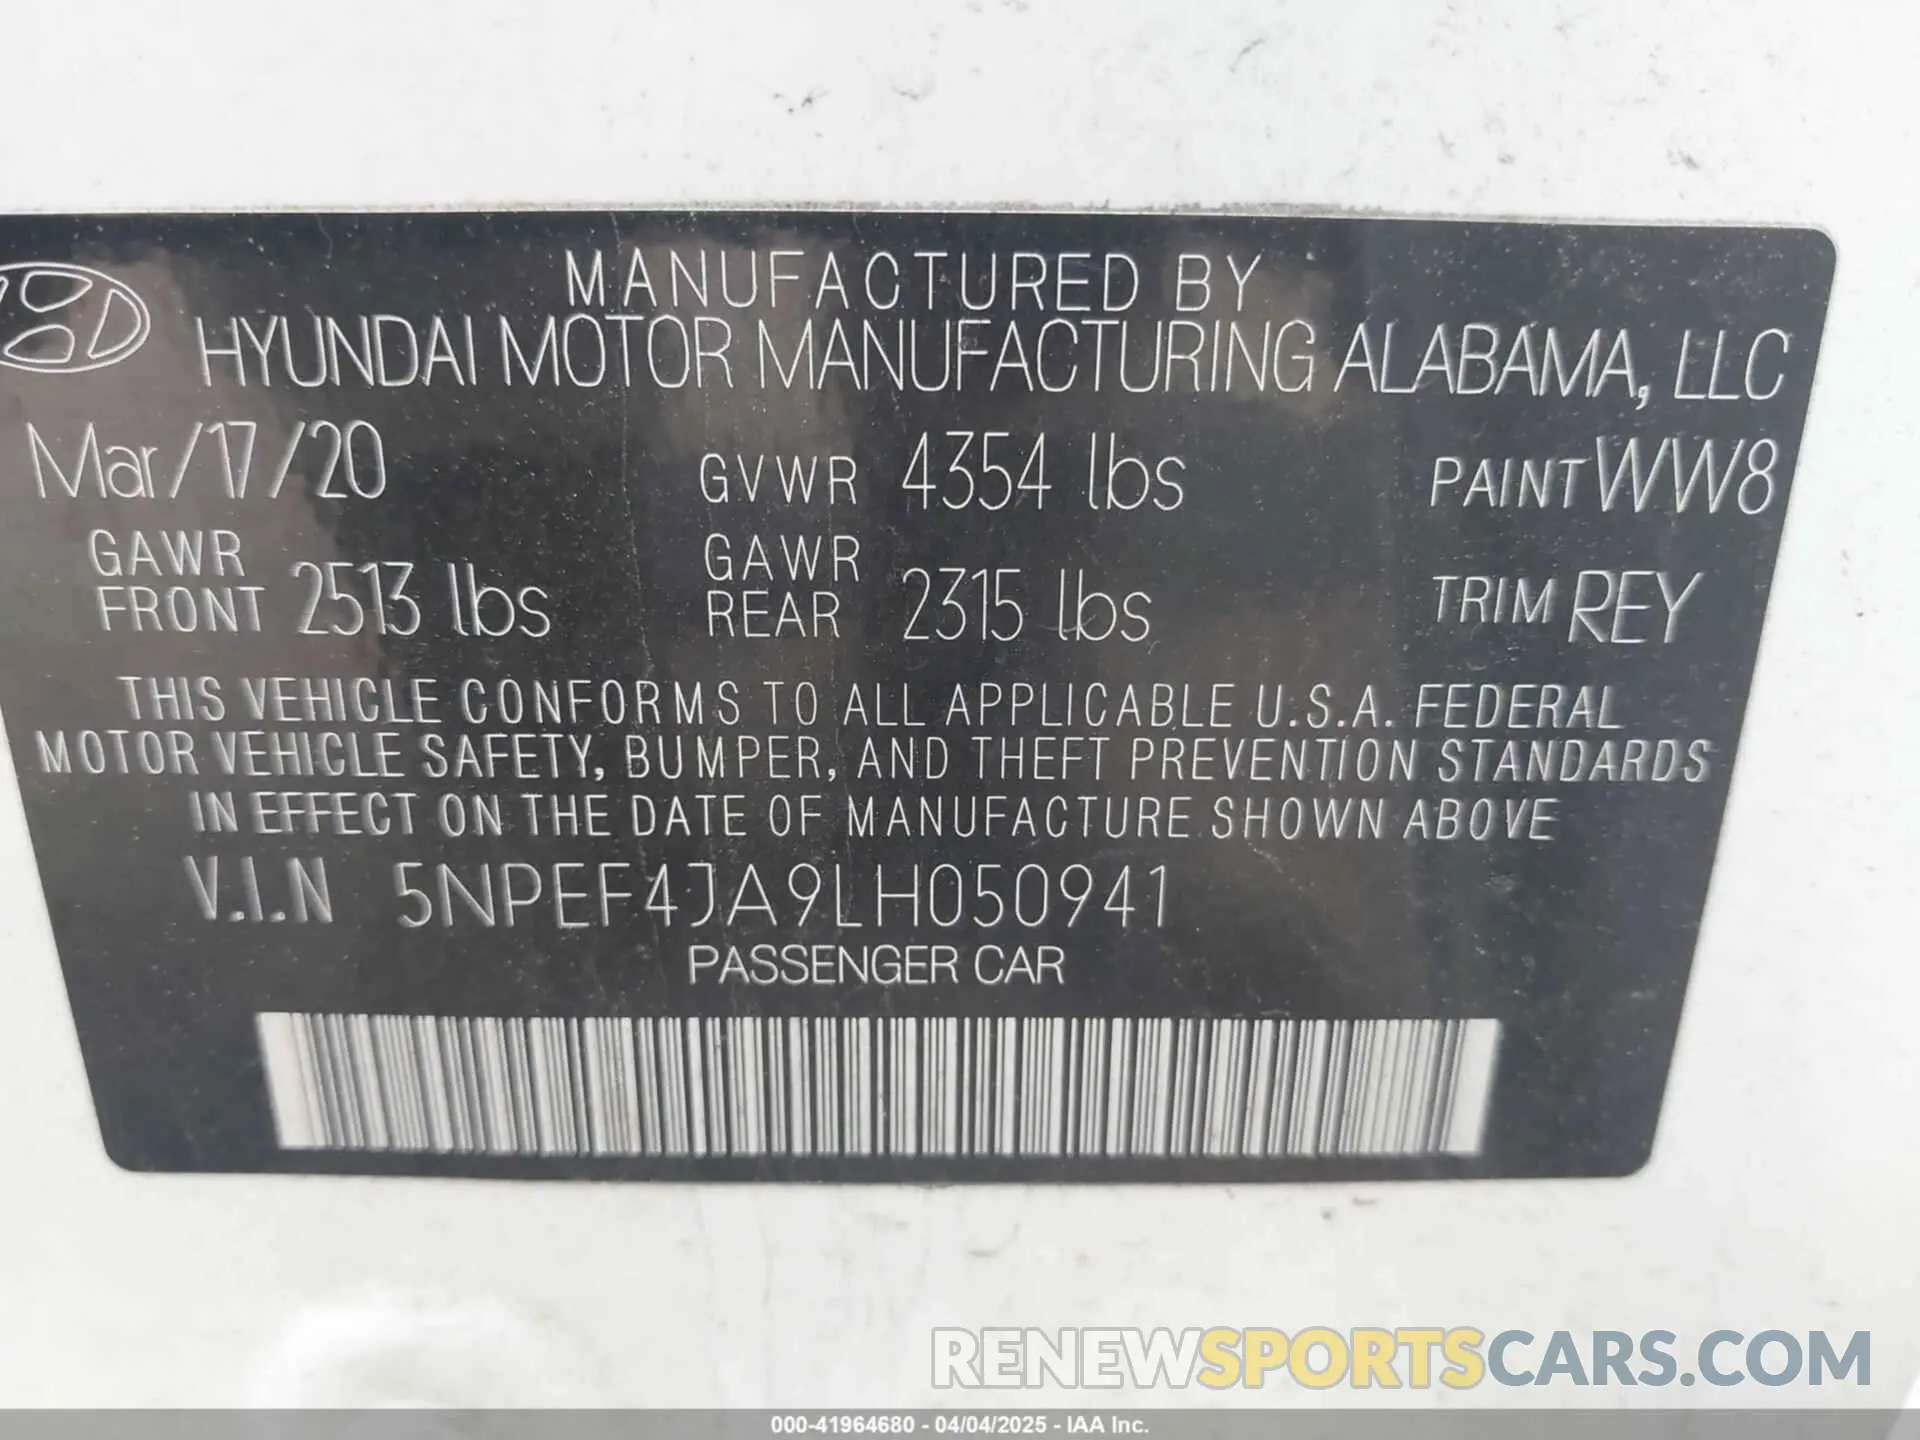 MANUFACTURED BY
HYUNDAI MOTOR MANUFACTURING ALABAMA, LLC
Mar/17/20 GVWR 4354 lbs PAINT WW8
GAWR FRONT 2513 lbs GAWR REAR 2315 lbs TRIM REY
THIS VEHICLE CONFORMS TO ALL APPLICABLE U.S.A. FEDERAL
MOTOR VEHICLE SAFETY, BUMPER, AND THEFT PREVENTION STANDARDS
IN EFFECT ON THE DATE OF MANUFACTURE SHOWN ABOVE
V.I.N 5NPEF4JA9LH050941
PASSENGER CAR
RENEWSPORTSCARS.COM
000-41964680 - 04/04/2025 - IAA Inc.